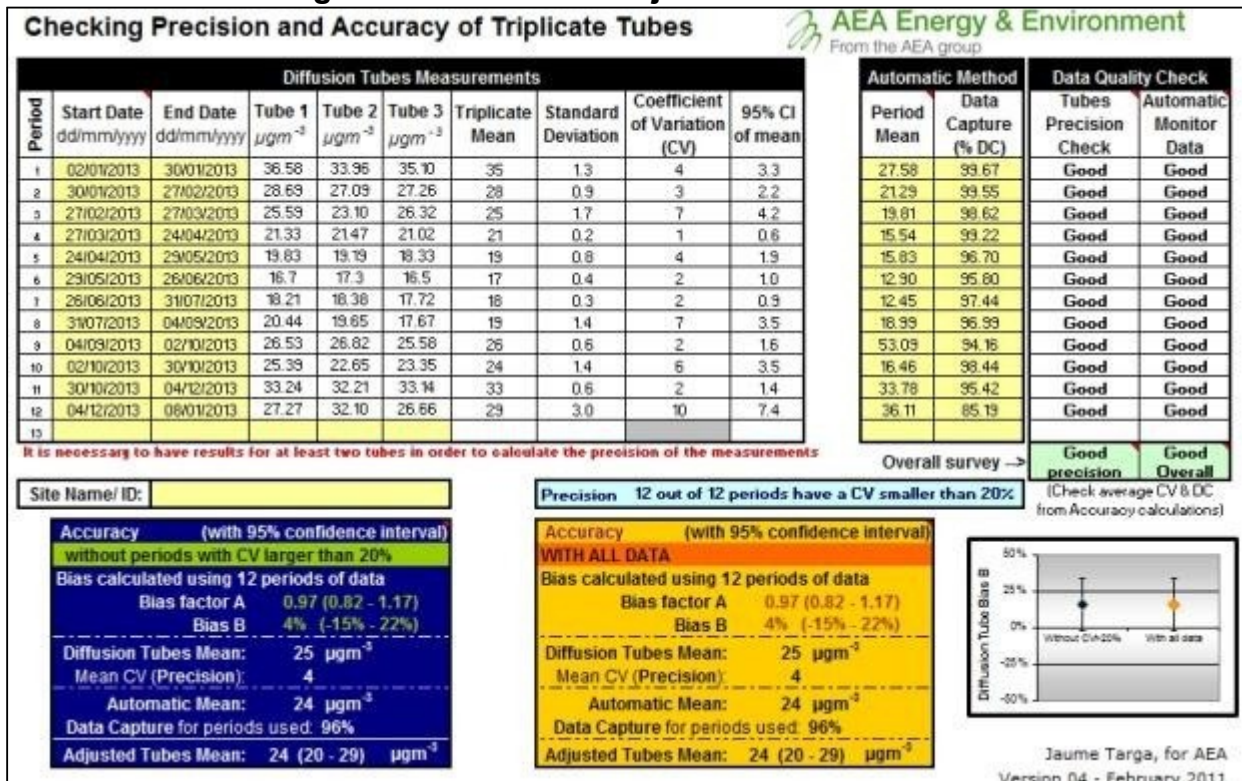 Checking Precision and Accuracy of Triplicate Tubes
AEA Energy & Environment
From the AEA group
Diffusion Tubes Measurements
Automatic Method
Data Quality Check
Period Start Date dd/mm/yyyy End Date dd/mm/yyyy Tube 1 µgm⁻³ Tube 2 µgm⁻³ Tube 3 µgm⁻³ Triplicate Mean Standard Deviation Coefficient of Variation (CV) 95% CI of mean Period Mean Data Capture (% DC) Tubes Precision Check Automatic Monitor Data
1 02/01/2013 30/01/2013 36.58 33.96 35.10 35 1.3 4 3.3 27.58 99.67 Good Good
2 30/01/2013 27/02/2013 28.69 27.09 27.26 28 0.9 3 2.2 21.29 99.55 Good Good
3 27/02/2013 27/03/2013 25.59 23.10 26.32 25 1.7 7 4.2 19.81 98.62 Good Good
4 27/03/2013 24/04/2013 21.33 21.47 21.02 21 0.2 1 0.6 15.54 99.22 Good Good
5 24/04/2013 29/05/2013 19.83 19.19 18.33 19 0.8 4 1.9 15.83 96.70 Good Good
6 29/05/2013 26/06/2013 16.7 17.3 16.5 17 0.4 2 1.0 12.90 95.80 Good Good
7 26/06/2013 31/07/2013 18.21 18.38 17.72 18 0.3 2 0.9 12.45 97.44 Good Good
8 31/07/2013 04/09/2013 20.44 19.65 17.67 19 1.4 7 3.5 18.99 96.99 Good Good
9 04/09/2013 02/10/2013 26.53 26.82 25.58 26 0.6 2 1.6 53.09 94.16 Good Good
10 02/10/2013 30/10/2013 25.39 22.65 23.35 24 1.4 6 3.5 16.46 98.44 Good Good
11 30/10/2013 04/12/2013 33.24 32.21 33.14 33 0.6 2 1.4 33.78 95.42 Good Good
12 04/12/2013 08/01/2013 27.27 32.10 26.66 29 3.0 10 7.4 36.11 85.19 Good Good
13
It is necessary to have results for at least two tubes in order to calculate the precision of the measurements
Overall survey --> Good precision Good Overall
(Check average CV & DC from Accuracy calculations)
Site Name/ ID:
Precision 12 out of 12 periods have a CV smaller than 20%
Accuracy (with 95% confidence interval)
without periods with CV larger than 20%
Bias calculated using 12 periods of data
Bias factor A 0.97 (0.82 - 1.17)
Bias B 4% (-15% - 22%)
Diffusion Tubes Mean: 25 µgm⁻³
Mean CV (Precision): 4
Automatic Mean: 24 µgm⁻³
Data Capture for periods used: 96%
Adjusted Tubes Mean: 24 (20 - 29) µgm⁻³
Accuracy (with 95% confidence interval)
WITH ALL DATA
Bias calculated using 12 periods of data
Bias factor A 0.97 (0.82 - 1.17)
Bias B 4% (-15% - 22%)
Diffusion Tubes Mean: 25 µgm⁻³
Mean CV (Precision): 4
Automatic Mean: 24 µgm⁻³
Data Capture for periods used: 96%
Adjusted Tubes Mean: 24 (20 - 29) µgm⁻³
Diffusion Tube Bias B
50%
25%
0%
-25%
-50%
Without CV>20% With all data
Jaume Targa, for AEA
Version 04 - February 2011